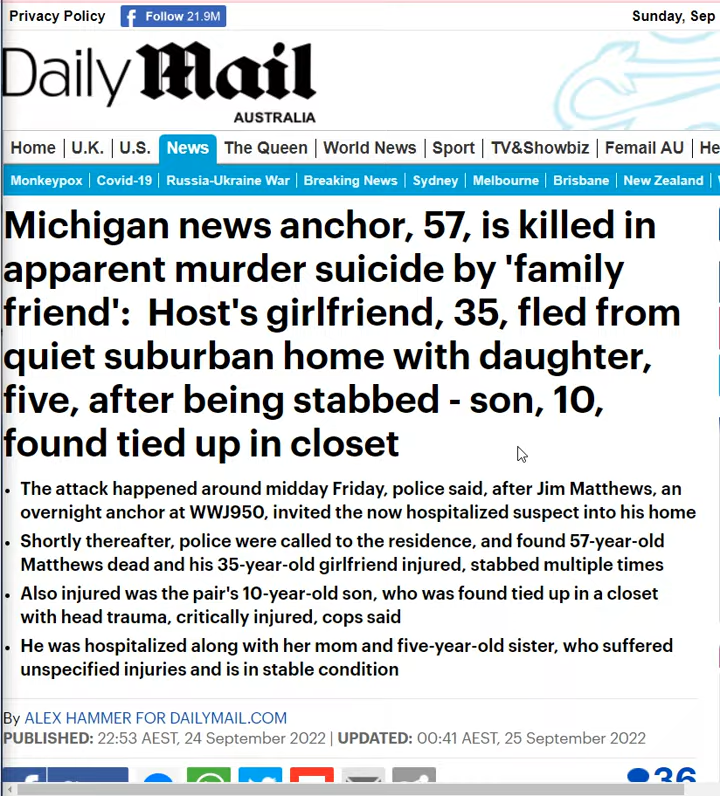 Privacy Policy
Follow 21.9M
Sunday, Sep
Daily Mail
AUSTRALIA
Home | U.K. | U.S. News The Queen | World News | Sport | TV&Showbiz | Femail AU | He
Monkeypox | Covid-19 | Russia-Ukraine War | Breaking News | Sydney | Melbourne | Brisbane | New Zealand |
Michigan news anchor, 57, is killed in
apparent murder suicide by 'family
friend': Host's girlfriend, 35, fled from
quiet suburban home with daughter,
five, after being stabbed - son, 10,
found tied up in closet
• The attack happened around midday Friday, police said, after Jim Matthews, an
overnight anchor at WWJ950, invited the now hospitalized suspect into his home
• Shortly thereafter, police were called to the residence, and found 57-year-old
Matthews dead and his 35-year-old girlfriend injured, stabbed multiple times
• Also injured was the pair's 10-year-old son, who was found tied up in a closet
with head trauma, critically injured, cops said
• He was hospitalized along with her mom and five-year-old sister, who suffered
unspecified injuries and is in stable condition
By ALEX HAMMER FOR DAILYMAIL.COM
PUBLISHED: 22:53 AEST, 24 September 2022 | UPDATED: 00:41 AEST, 25 September 2022
36